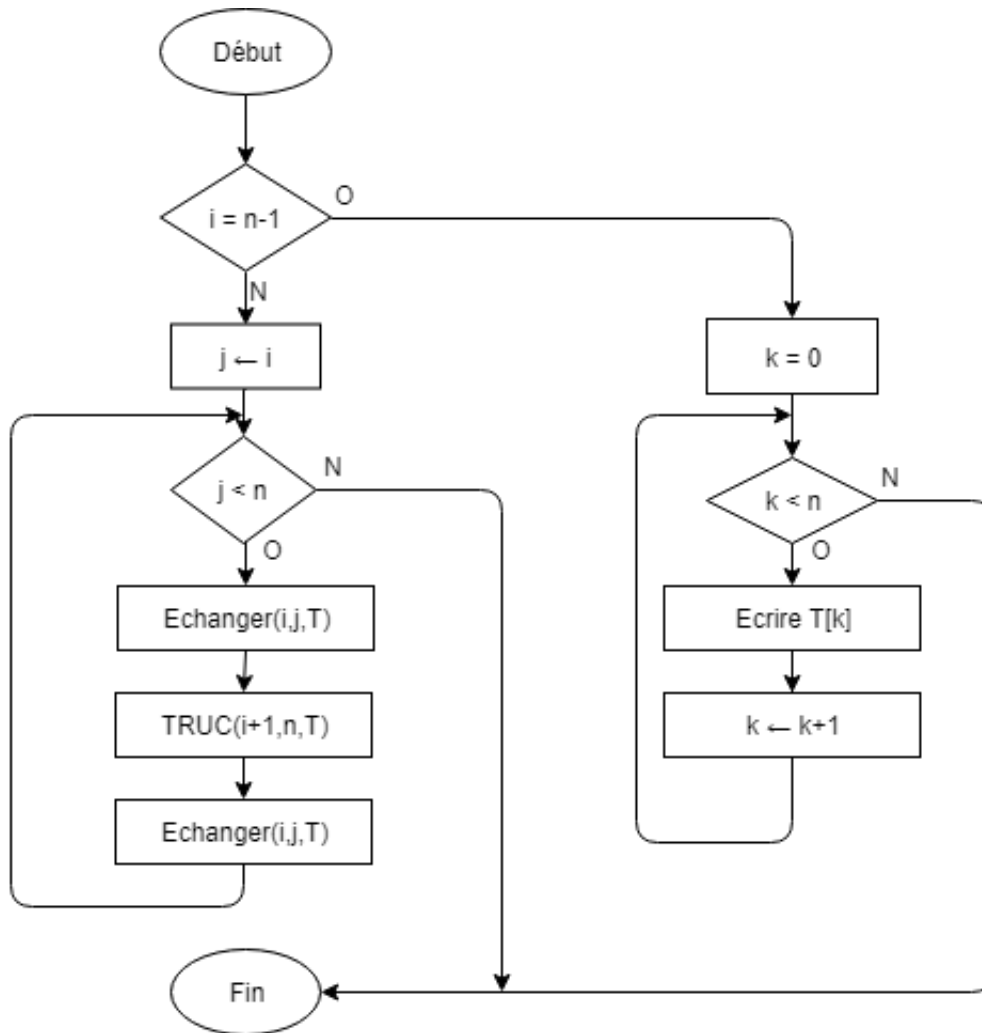 Début
i = n-1
O
N
j ← i
j < n
N
O
Echanger(i,j,T)
TRUC(i+1,n,T)
Echanger(i,j,T)
k = 0
k < n
N
O
Ecrire T[k]
k ← k+1
Fin